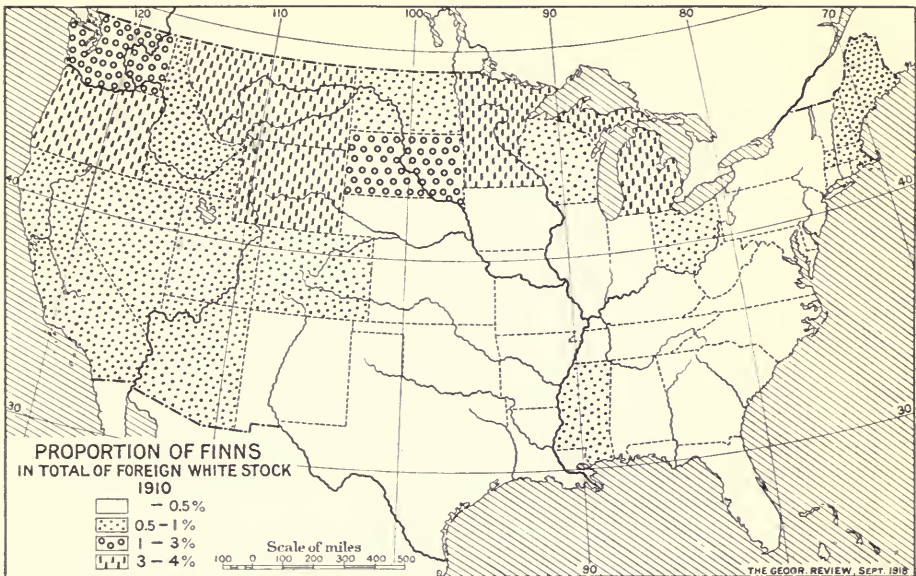 120
110
100
90
80
70
40
40
30
30
PROPORTION OF FINNS
IN TOTAL OF FOREIGN WHITE STOCK
1910
– 0.5%
0.5–1%
1 – 3%
3 – 4%
Scale of miles
100 0 100 200 300 400 500
90
THE GEOGR. REVIEW, SEPT. 1918